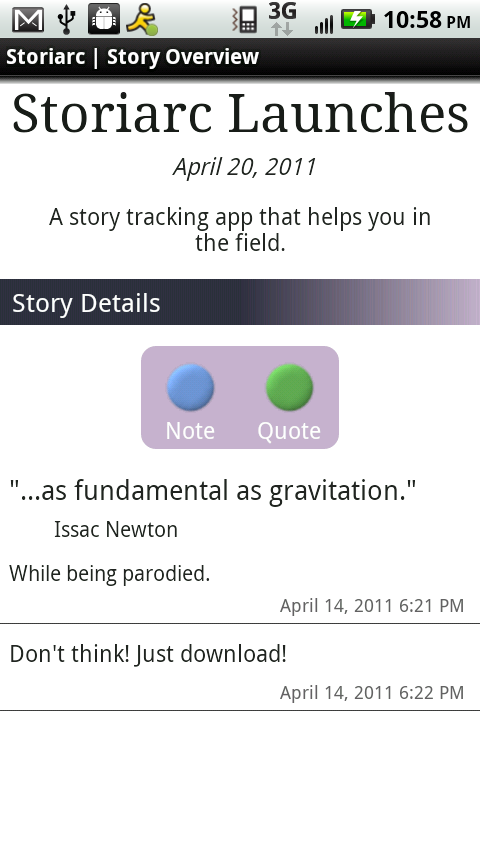 3G 10:58 PM
Storiarc | Story Overview
Storiarc Launches
April 20, 2011
A story tracking app that helps you in
the field.
Story Details
Note Quote
"...as fundamental as gravitation."
Issac Newton
While being parodied.
April 14, 2011 6:21 PM
Don't think! Just download!
April 14, 2011 6:22 PM